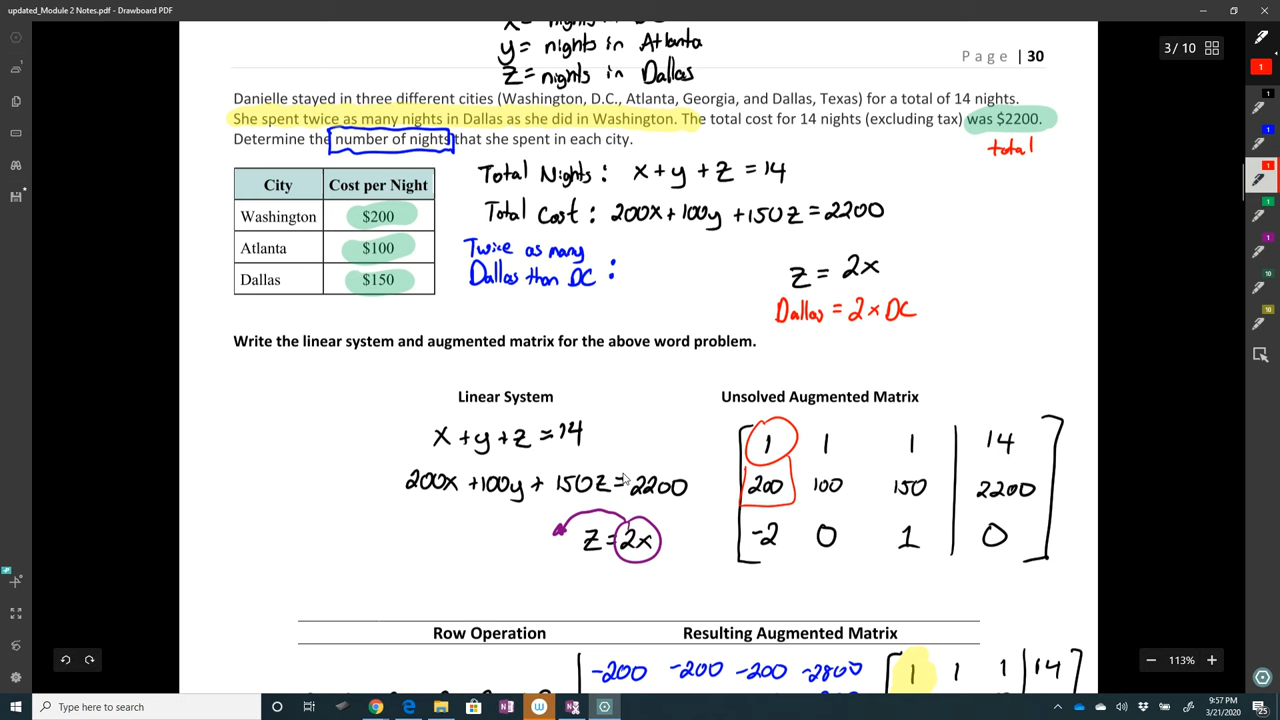 updated_Module 2 Notes.pdf - Drawboard PDF
y = nights in Atlanta
z = nights in Dallas
Page | 30
3 / 10
Danielle stayed in three different cities (Washington, D.C., Atlanta, Georgia, and Dallas, Texas) for a total of 14 nights.
She spent twice as many nights in Dallas as she did in Washington. The total cost for 14 nights (excluding tax) was $2200.
Determine the number of nights that she spent in each city.
total
City Cost per Night
Washington $200
Atlanta $100
Dallas $150
Total Nights : x + y + z = 14
Total Cost : 200x + 100y + 150z = 2200
Twice as many
Dallas than DC :
z = 2x
Dallas = 2 x DC
Write the linear system and augmented matrix for the above word problem.
Linear System
x + y + z = 14
200x + 100y + 150z = 2200
z = 2x
Unsolved Augmented Matrix
1 1 1 14
200 100 150 2200
-2 0 1 0
Row Operation Resulting Augmented Matrix
-200 -200 -200 -2800 1 1 1 14
113%
Type here to search
9:57 PM
3/21/2020